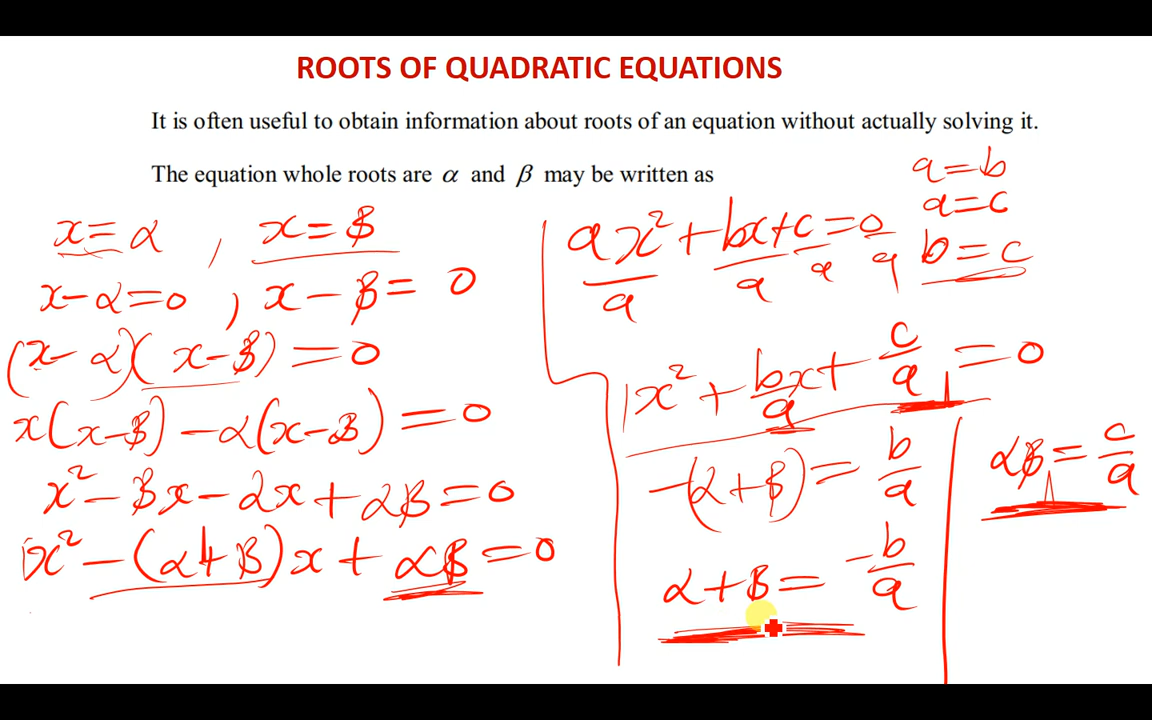 ROOTS OF QUADRATIC EQUATIONS
It is often useful to obtain information about roots of an equation without actually solving it.
The equation whole roots are α and β may be written as
x = α , x = β
x - α = 0 , x - β = 0
(x - α)(x - β) = 0
x(x - β) - α(x - β) = 0
x² - βx - αx + αβ = 0
1x² - (α + β)x + αβ = 0
a = b
a = c
b = c
ax²/a + bx/a + c/a = 0/a
1x² + bx/a + c/a = 0
-(α + β) = b/a
α + β = -b/a
αβ = c/a